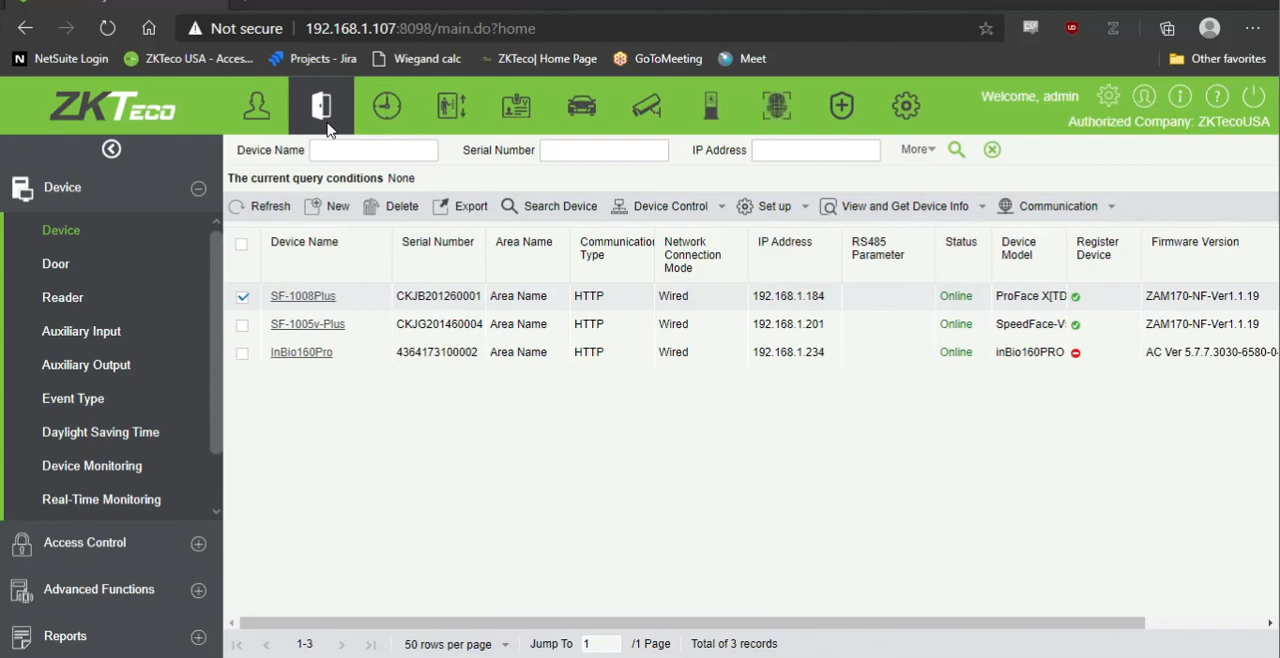 Not secure 192.168.1.107:8098/main.do?home
N NetSuite Login ZKTeco USA - Acces... Projects - Jira Wiegand calc ZKTeco| Home Page GoToMeeting Meet Other favorites
ZKTeco Welcome, admin
Authorized Company: ZKTecoUSA
Device Name Serial Number IP Address More
The current query conditions None
Refresh New Delete Export Search Device Device Control Set up View and Get Device Info Communication
Device
Device
Door
Reader
Auxiliary Input
Auxiliary Output
Event Type
Daylight Saving Time
Device Monitoring
Real-Time Monitoring
Access Control
Advanced Functions
Reports
Device Name Serial Number Area Name Communication Type Network Connection Mode IP Address RS485 Parameter Status Device Model Register Device Firmware Version
SF-1008Plus CKJB201260001 Area Name HTTP Wired 192.168.1.184 Online ProFace X[TD ZAM170-NF-Ver1.1.19
SF-1005v-Plus CKJG201460004 Area Name HTTP Wired 192.168.1.201 Online SpeedFace-V ZAM170-NF-Ver1.1.19
InBio160Pro 4364173100002 Area Name HTTP Wired 192.168.1.234 Online inBio160PRO AC Ver 5.7.7.3030-6580-0
1-3 50 rows per page Jump To 1 /1 Page Total of 3 records